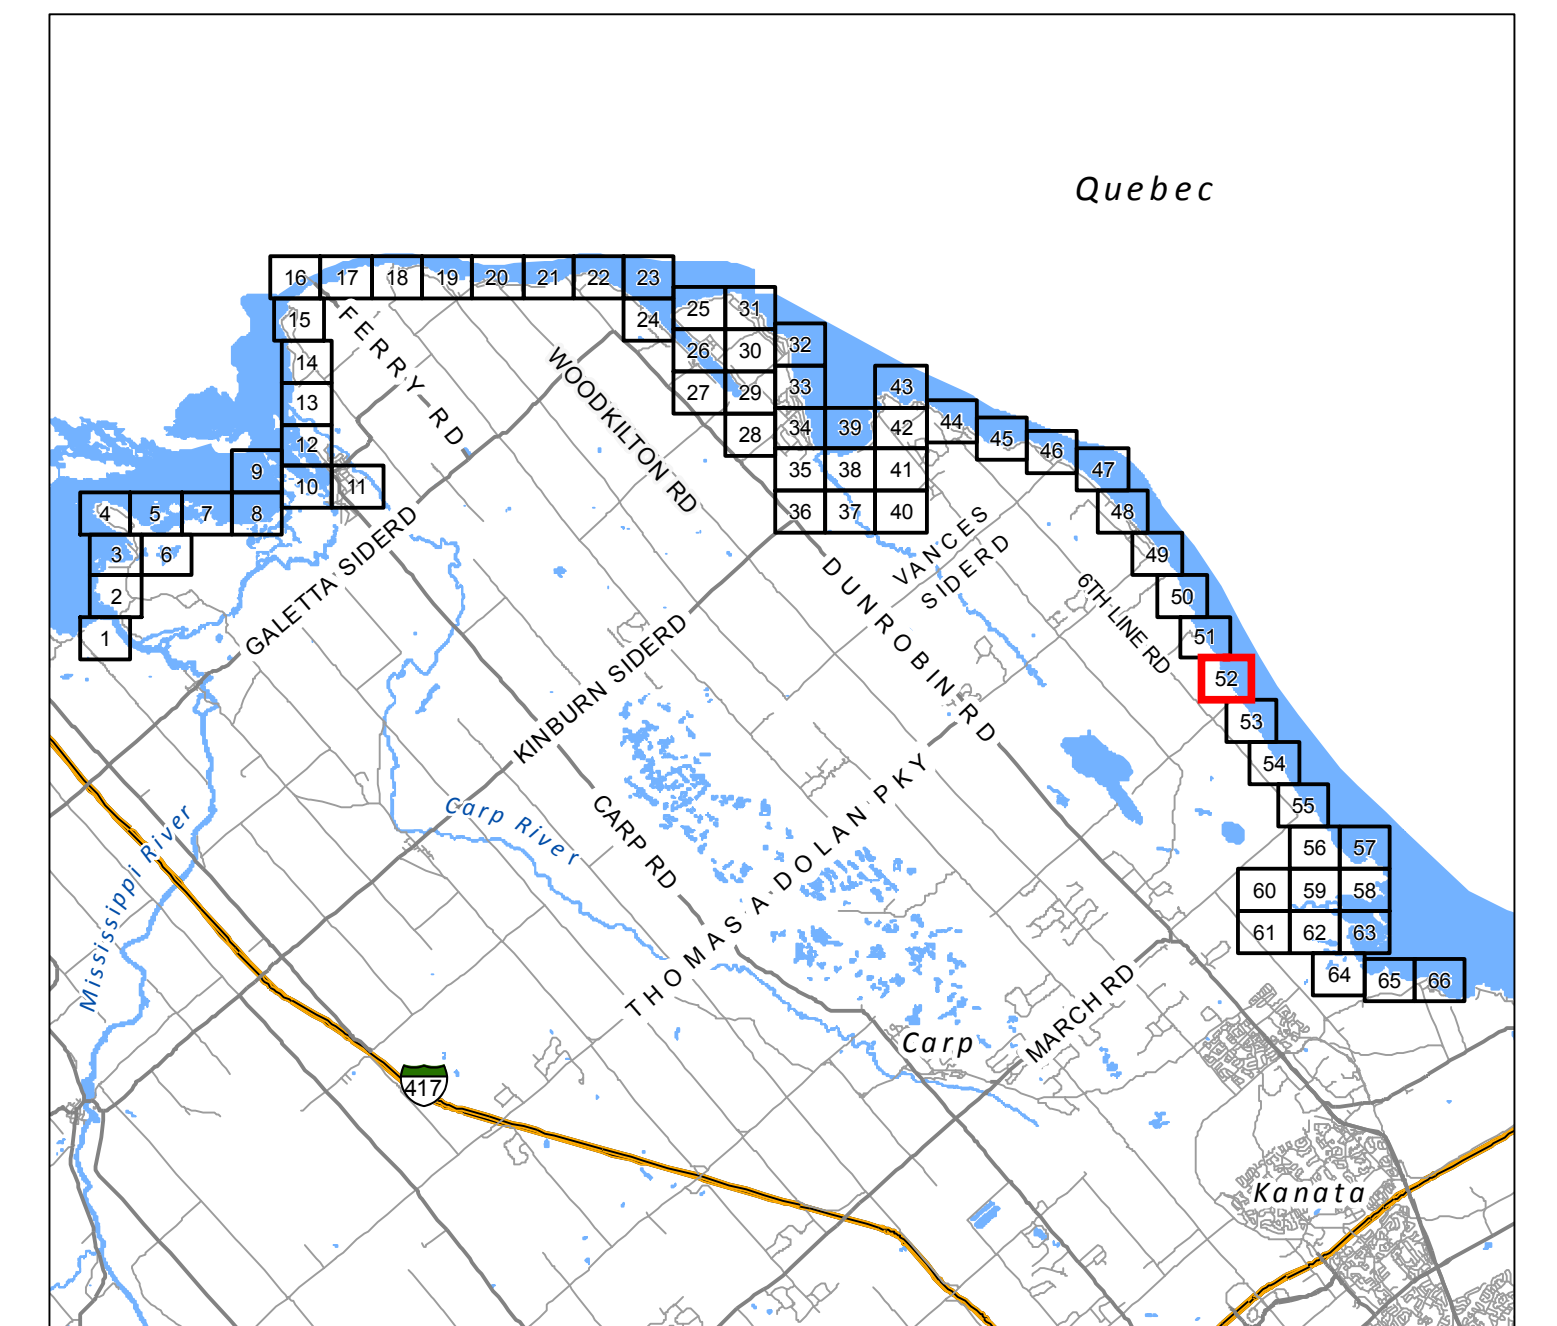 Quebec
16 17 18 19 20 21 22 23
15 24 25 31
14 26 30 32
13 27 29 33 43
12 28 34 39 42 44 45 46
9 10 11 35 38 41 47
4 5 7 8 36 37 40 48
3 6 49
2 50
1 51
52
53
54
55
56 57
60 59 58
61 62 63
64 65 66
FERRY RD
WOODKILTON RD
GALETTA SIDERD
VANCES
SIDERD
6TH LINE RD
DUNROBIN RD
KINBURN SIDERD
CARP RD
THOMAS A DOLAN PKY
Carp River
Mississippi River
MARCH RD
Carp
417
Kanata